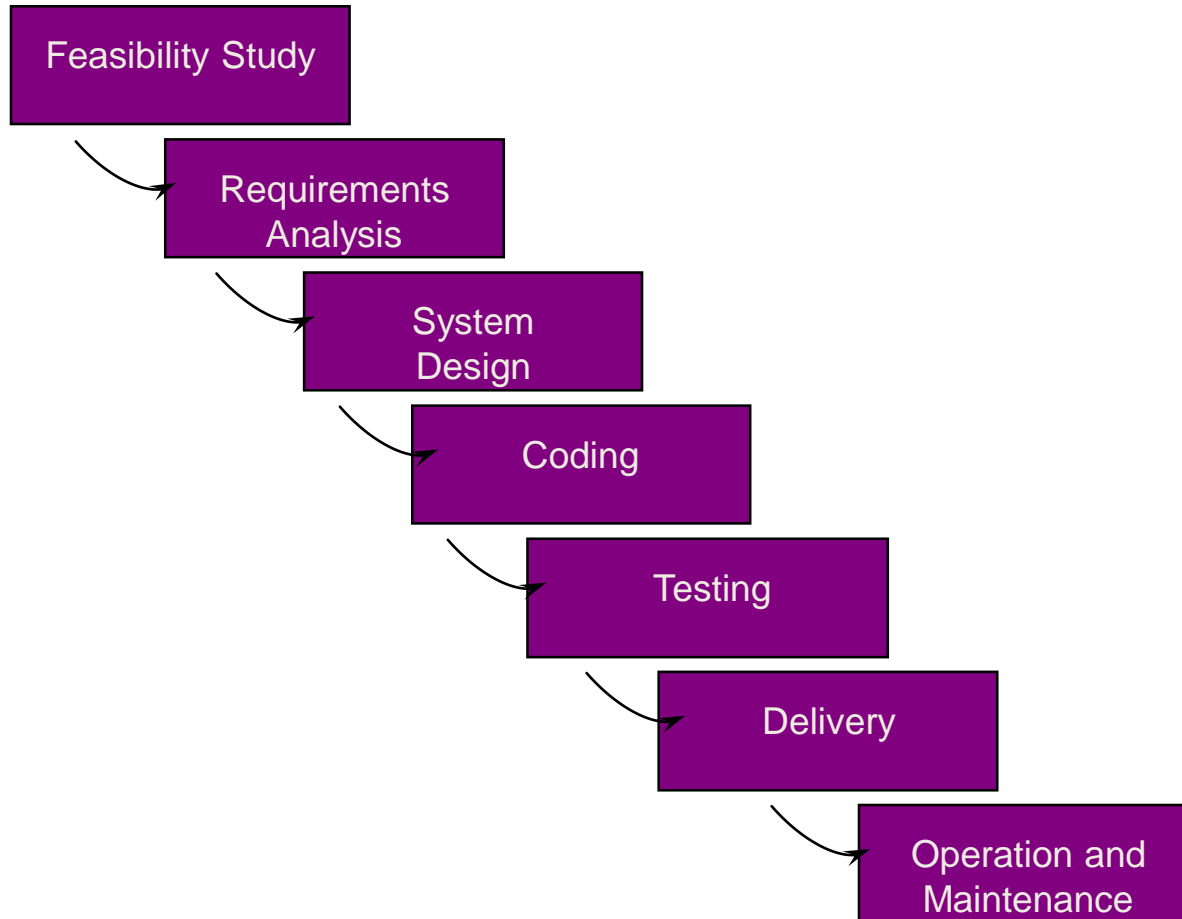 Feasibility Study
Requirements
Analysis
System
Design
Coding
Testing
Delivery
Operation and
Maintenance